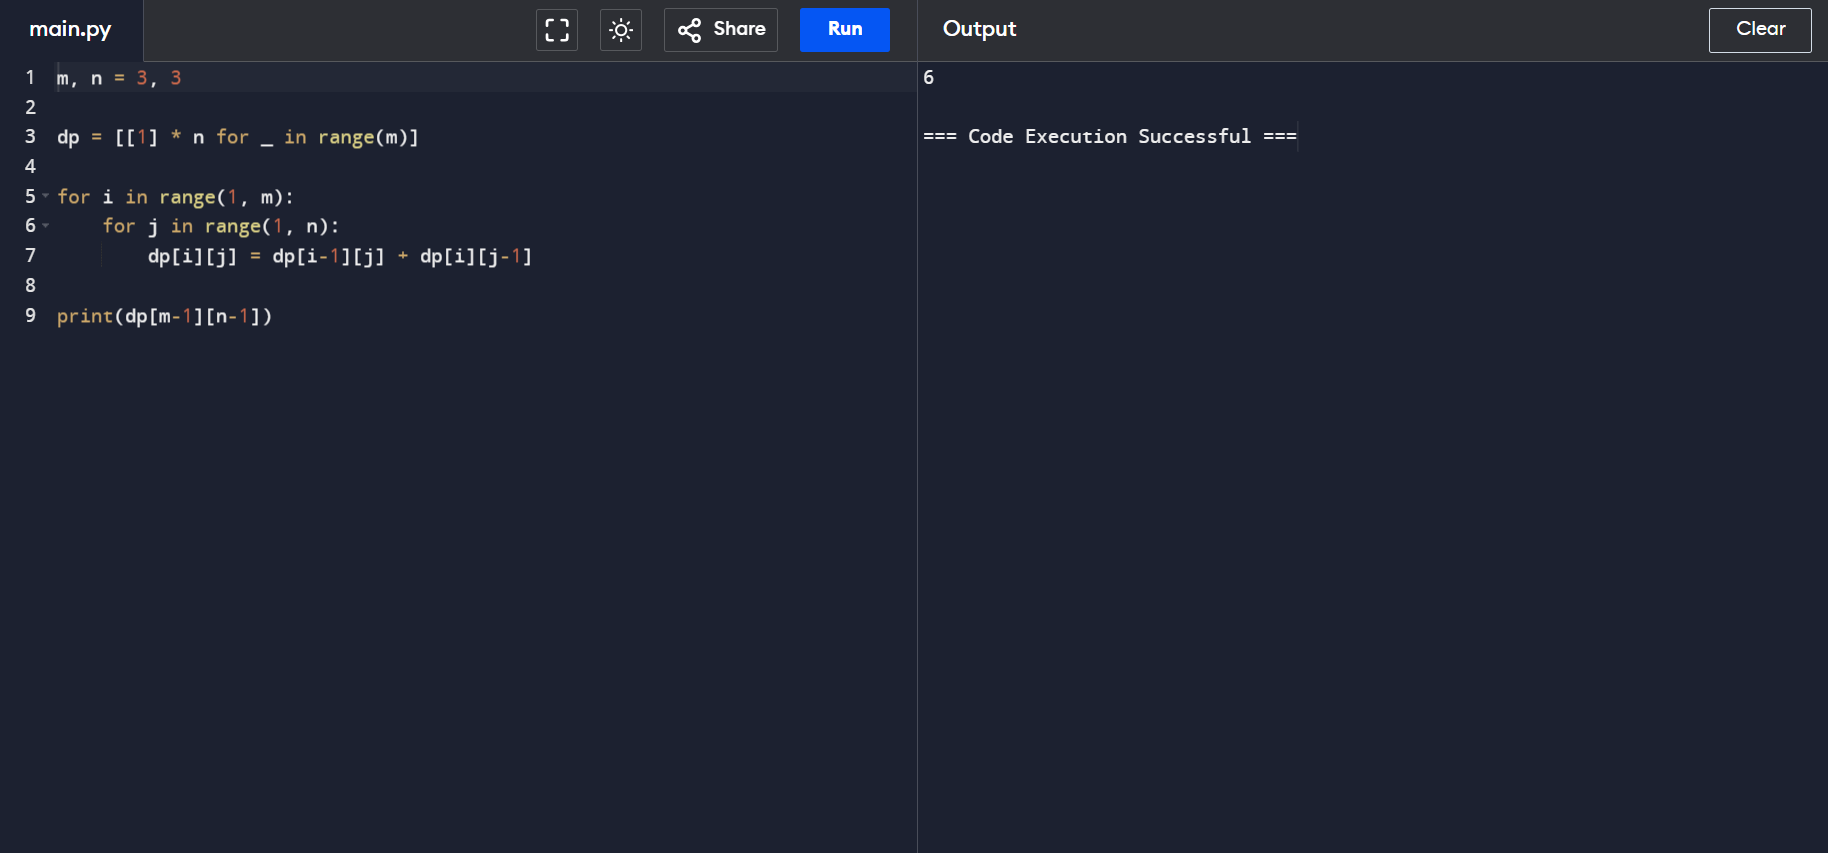 main.py
Share
Run
Output
Clear
1 m, n = 3, 3
2
3 dp = [[1] * n for _ in range(m)]
4
5 for i in range(1, m):
6     for j in range(1, n):
7         dp[i][j] = dp[i-1][j] + dp[i][j-1]
8
9 print(dp[m-1][n-1])
6
=== Code Execution Successful ===